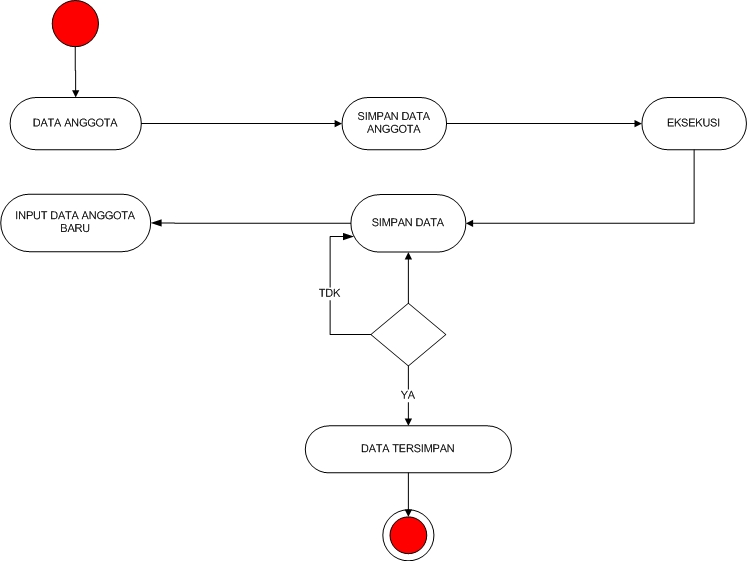 DATA ANGGOTA
SIMPAN DATA
ANGGOTA
EKSEKUSI
INPUT DATA ANGGOTA
BARU
SIMPAN DATA
TDK
YA
DATA TERSIMPAN